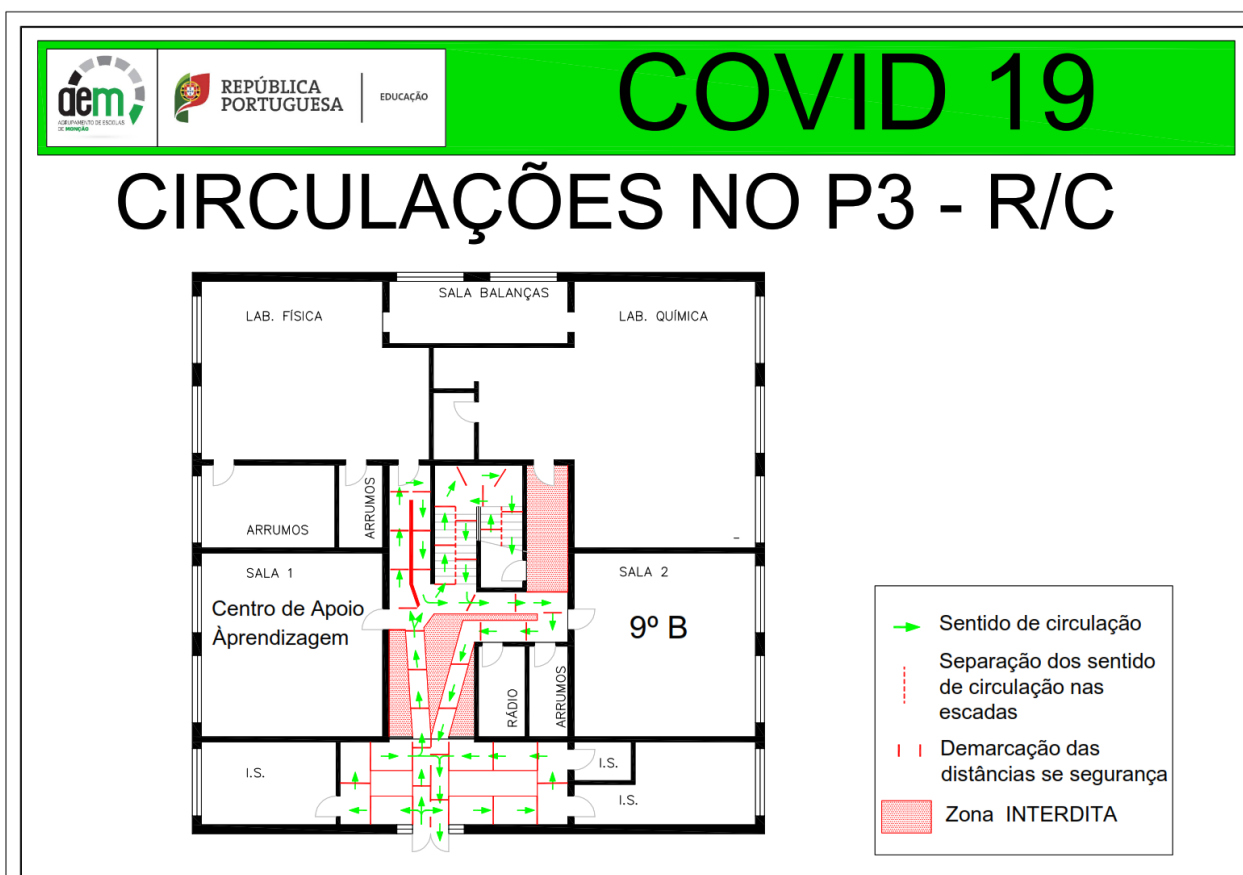 aem
AGRUPAMENTO DE ESCOLAS
DE MONÇÃO
REPÚBLICA
PORTUGUESA
EDUCAÇÃO
COVID 19
CIRCULAÇÕES NO P3 - R/C
SALA BALANÇAS
LAB. FÍSICA
LAB. QUÍMICA
ARRUMOS
ARRUMOS
SALA 1
Centro de Apoio
Àprendizagem
SALA 2
9º B
RÁDIO
ARRUMOS
I.S.
I.S.
I.S.
Sentido de circulação
Separação dos sentido
de circulação nas
escadas
Demarcação das
distâncias se segurança
Zona INTERDITA